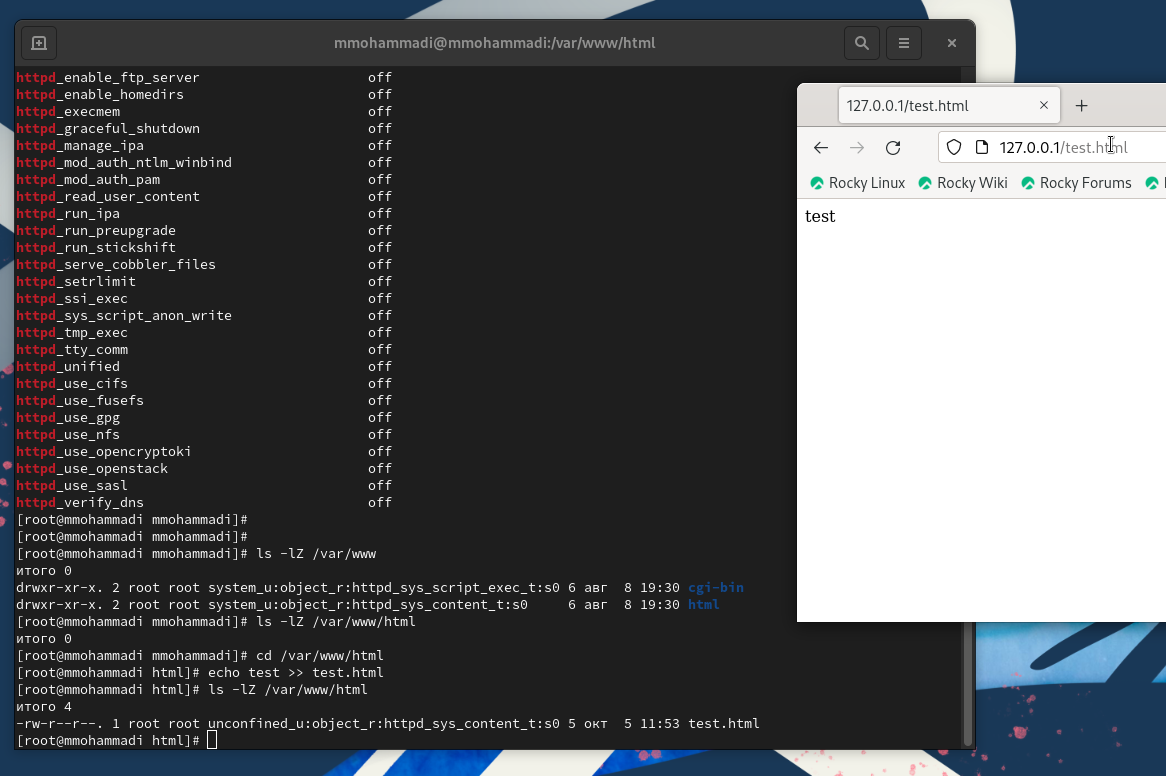 mmohammadi@mmohammadi:/var/www/html
httpd_enable_ftp_server off
httpd_enable_homedirs off
httpd_execmem off
httpd_graceful_shutdown off
httpd_manage_ipa off
httpd_mod_auth_ntlm_winbind off
httpd_mod_auth_pam off
httpd_read_user_content off
httpd_run_ipa off
httpd_run_preupgrade off
httpd_run_stickshift off
httpd_serve_cobbler_files off
httpd_setrlimit off
httpd_ssi_exec off
httpd_sys_script_anon_write off
httpd_tmp_exec off
httpd_tty_comm off
httpd_unified off
httpd_use_cifs off
httpd_use_fusefs off
httpd_use_gpg off
httpd_use_nfs off
httpd_use_opencryptoki off
httpd_use_openstack off
httpd_use_sasl off
httpd_verify_dns off
[root@mmohammadi mmohammadi]#
[root@mmohammadi mmohammadi]#
[root@mmohammadi mmohammadi]# ls -lZ /var/www
итого 0
drwxr-xr-x. 2 root root system_u:object_r:httpd_sys_script_exec_t:s0 6 авг  8 19:30 cgi-bin
drwxr-xr-x. 2 root root system_u:object_r:httpd_sys_content_t:s0     6 авг  8 19:30 html
[root@mmohammadi mmohammadi]# ls -lZ /var/www/html
итого 0
[root@mmohammadi mmohammadi]# cd /var/www/html
[root@mmohammadi html]# echo test >> test.html
[root@mmohammadi html]# ls -lZ /var/www/html
итого 4
-rw-r--r--. 1 root root unconfined_u:object_r:httpd_sys_content_t:s0 5 окт  5 11:53 test.html
[root@mmohammadi html]#
127.0.0.1/test.html
127.0.0.1/test.html
Rocky Linux Rocky Wiki Rocky Forums
test